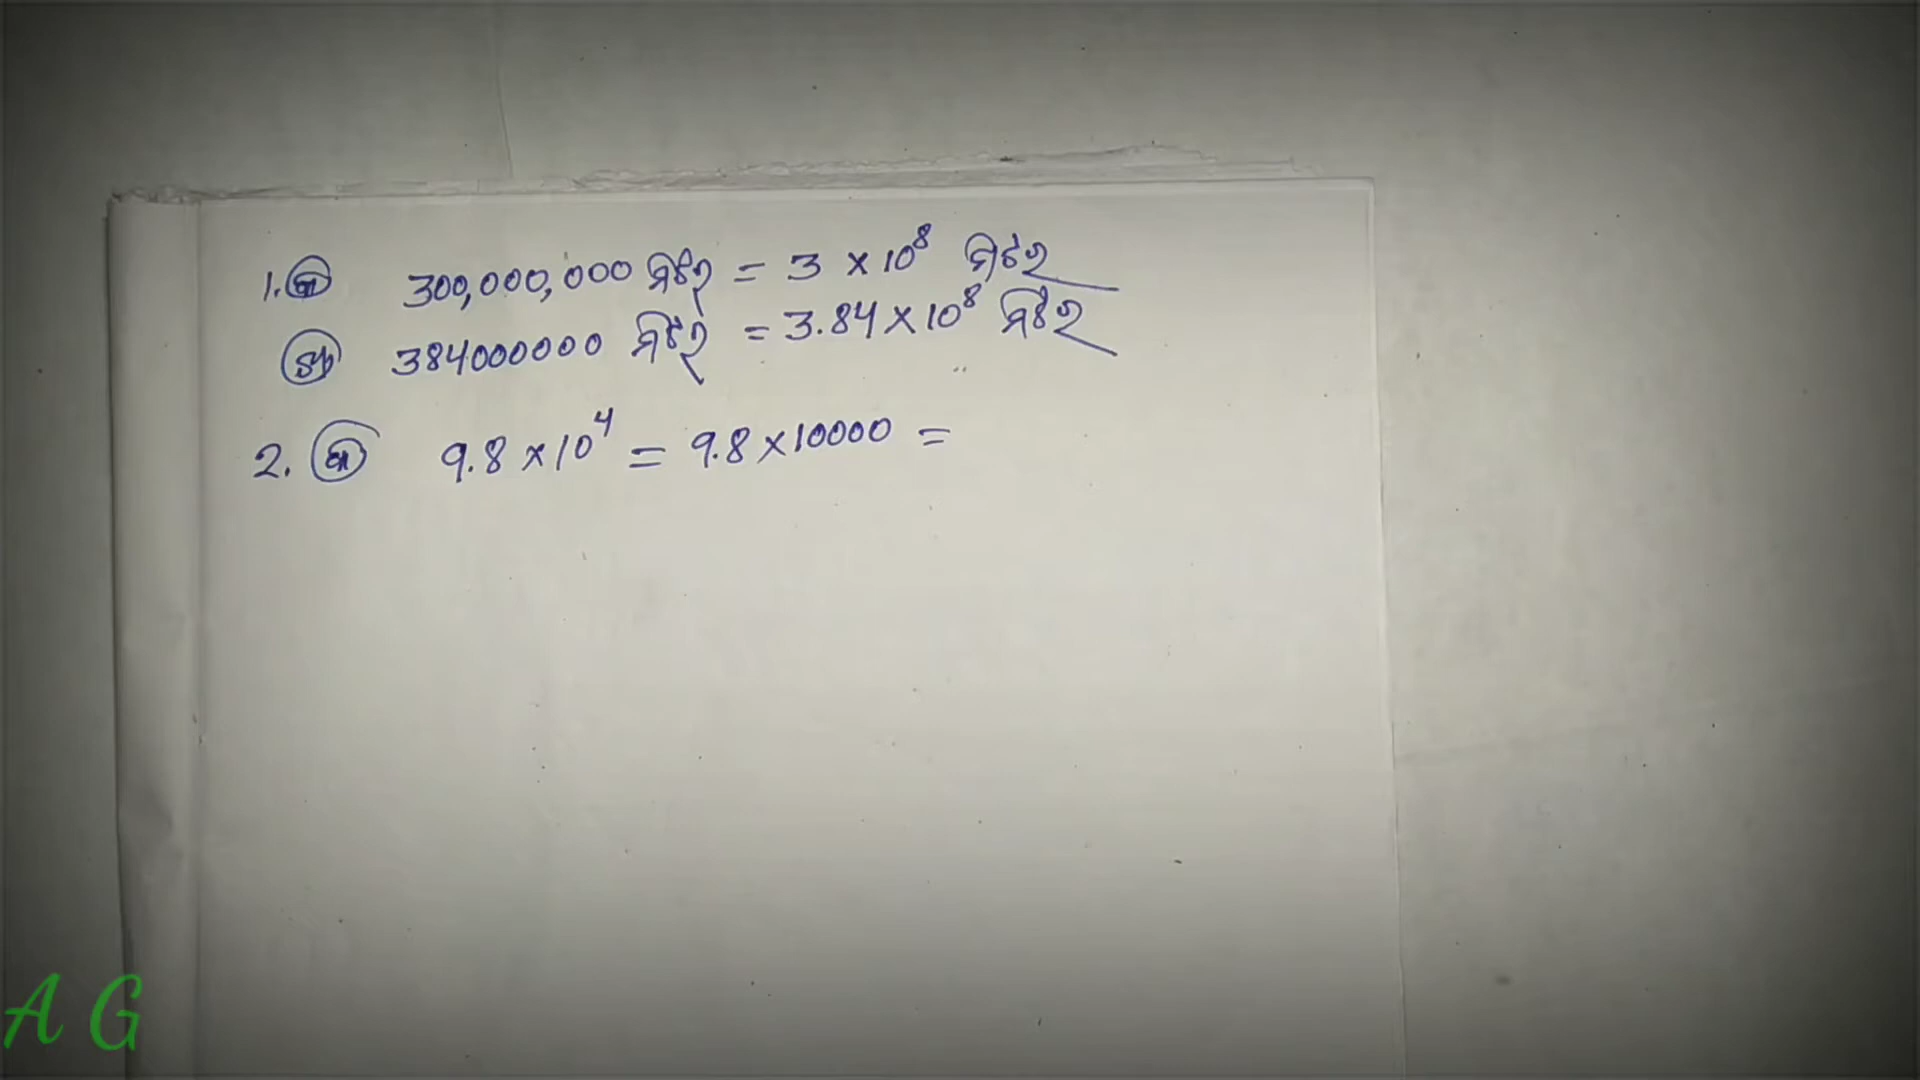 1. କ 300,000,000 ମିଟର = 3 × 10⁸ ମିଟର
ଖ 384000000 ମିଟର = 3.84 × 10⁸ ମିଟର
2. କ 9.8 × 10⁴ = 9.8 × 10000 =
A G